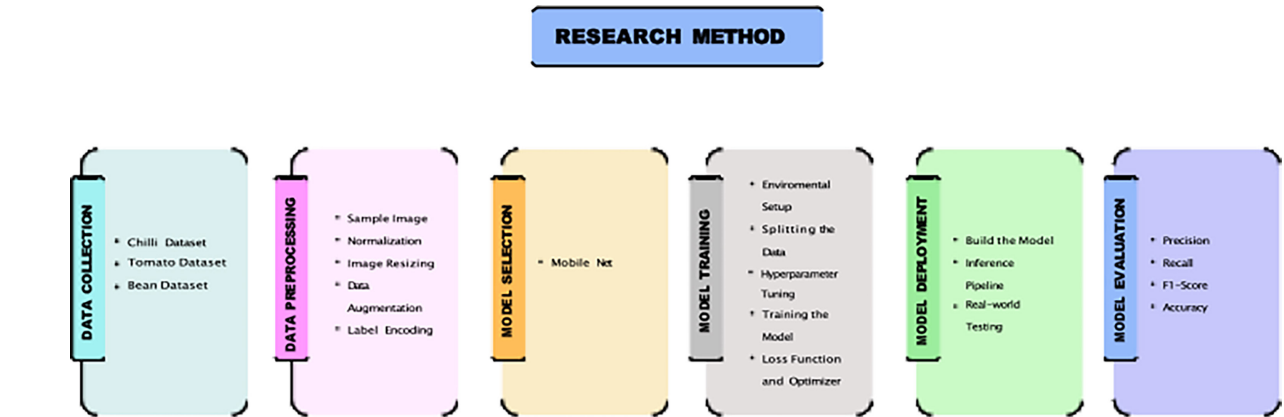 RESEARCH METHOD
DATA COLLECTION
Chilli Dataset
Tomato Dataset
Bean Dataset
DATA PREPROCESSING
Sample Image
Normalization
Image Resizing
Data
Augmentation
Label Encoding
MODEL SELECTION
Mobile Net
MODEL TRAINING
Enviromental
Setup
Splitting the
Data
Hyperparameter
Tuning
Training the
Model
Loss Function
and Optimizer
MODEL DEPLOYMENT
Build the Model
Inference
Pipeline
Real-world
Testing
MODEL EVALUATION
Precision
Recall
F1-Score
Accuracy